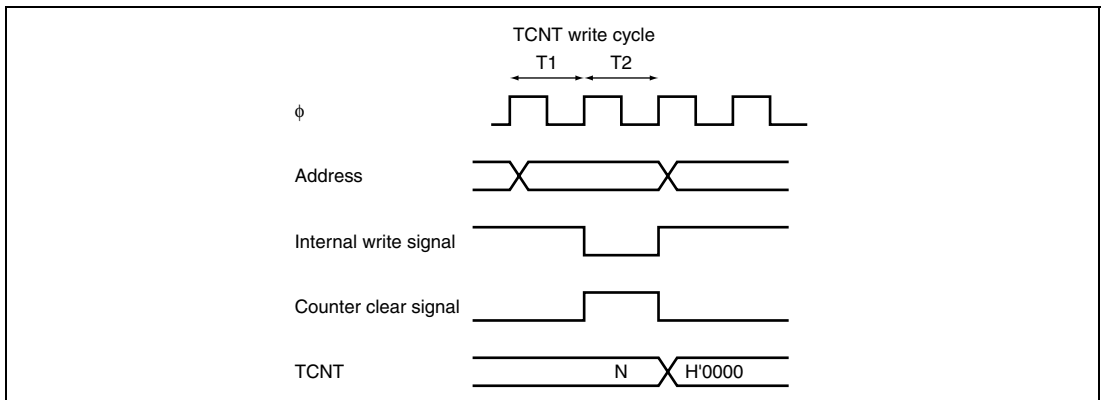 TCNT write cycle
T1 T2
ϕ
Address
Internal write signal
Counter clear signal
TCNT N H'0000